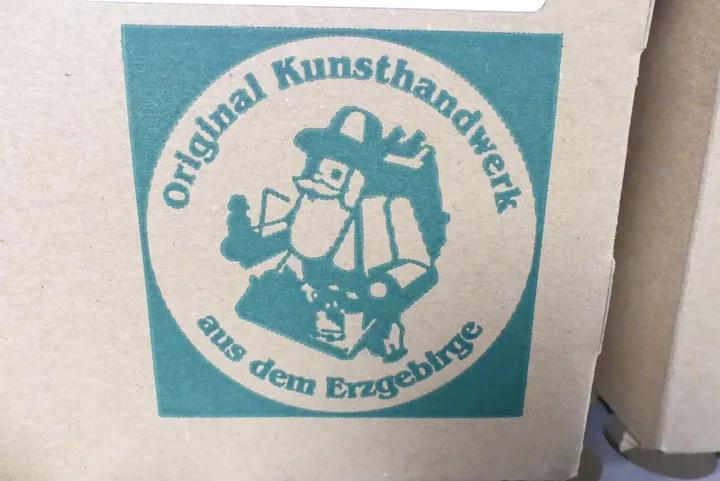 Original Kunsthandwerk
aus dem Erzgebirge